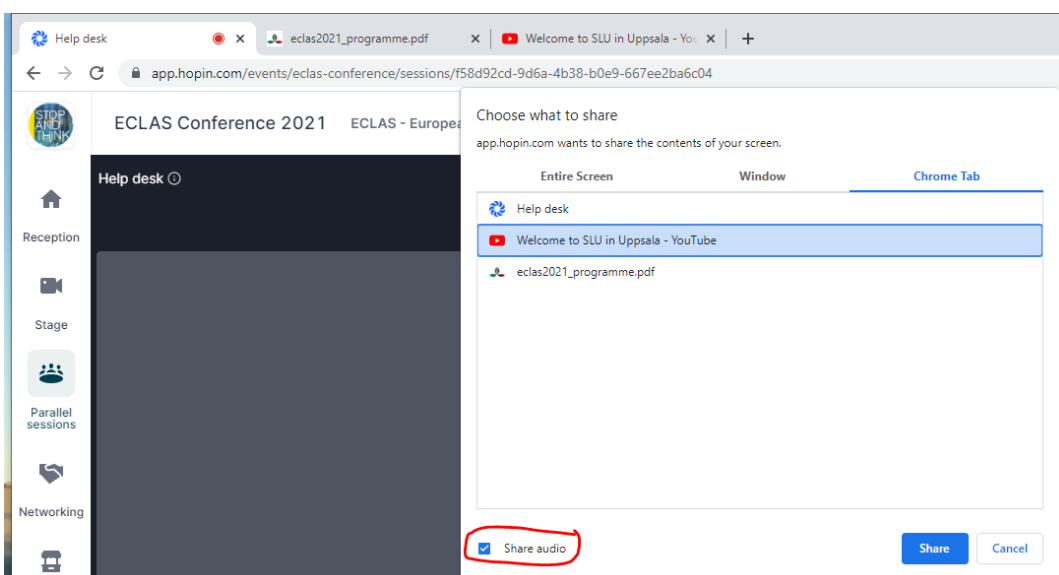 Help desk
eclas2021_programme.pdf
Welcome to SLU in Uppsala - You
app.hopin.com/events/eclas-conference/sessions/f58d92cd-9d6a-4b38-b0e9-667ee2ba6c04
STOP
AND
THINK
ECLAS Conference 2021
ECLAS - Europea
Help desk
Reception
Stage
Parallel
sessions
Networking
Choose what to share
app.hopin.com wants to share the contents of your screen.
Entire Screen
Window
Chrome Tab
Help desk
Welcome to SLU in Uppsala - YouTube
eclas2021_programme.pdf
Share audio
Share
Cancel